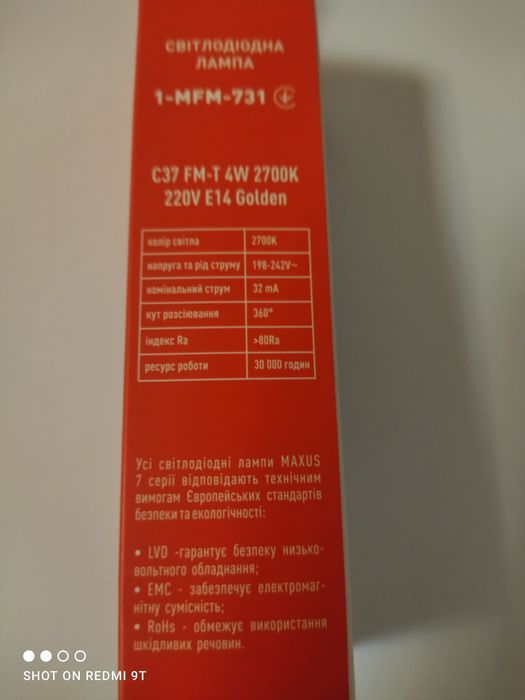 СВІТЛОДІОДНА
ЛАМПА
1-MFM-731
C37 FM-T 4W 2700K
220V E14 Golden
колір світла 2700K
напруга та рід струму 198-242V~
номінальний струм 32 mA
кут розсіювання 360°
індекс Ra >80Ra
ресурс роботи 30 000 годин
Усі світлодіодні лампи MAXUS
7 серії відповідають технічним
вимогам Європейських стандартів
безпеки та екологічності:
• LVD -гарантує безпеку низько-
вольтного обладнання;
• EMC - забезпечує електромаг-
нітну сумісність;
• RoHs - обмежує використання
шкідливих речовин.
SHOT ON REDMI 9T